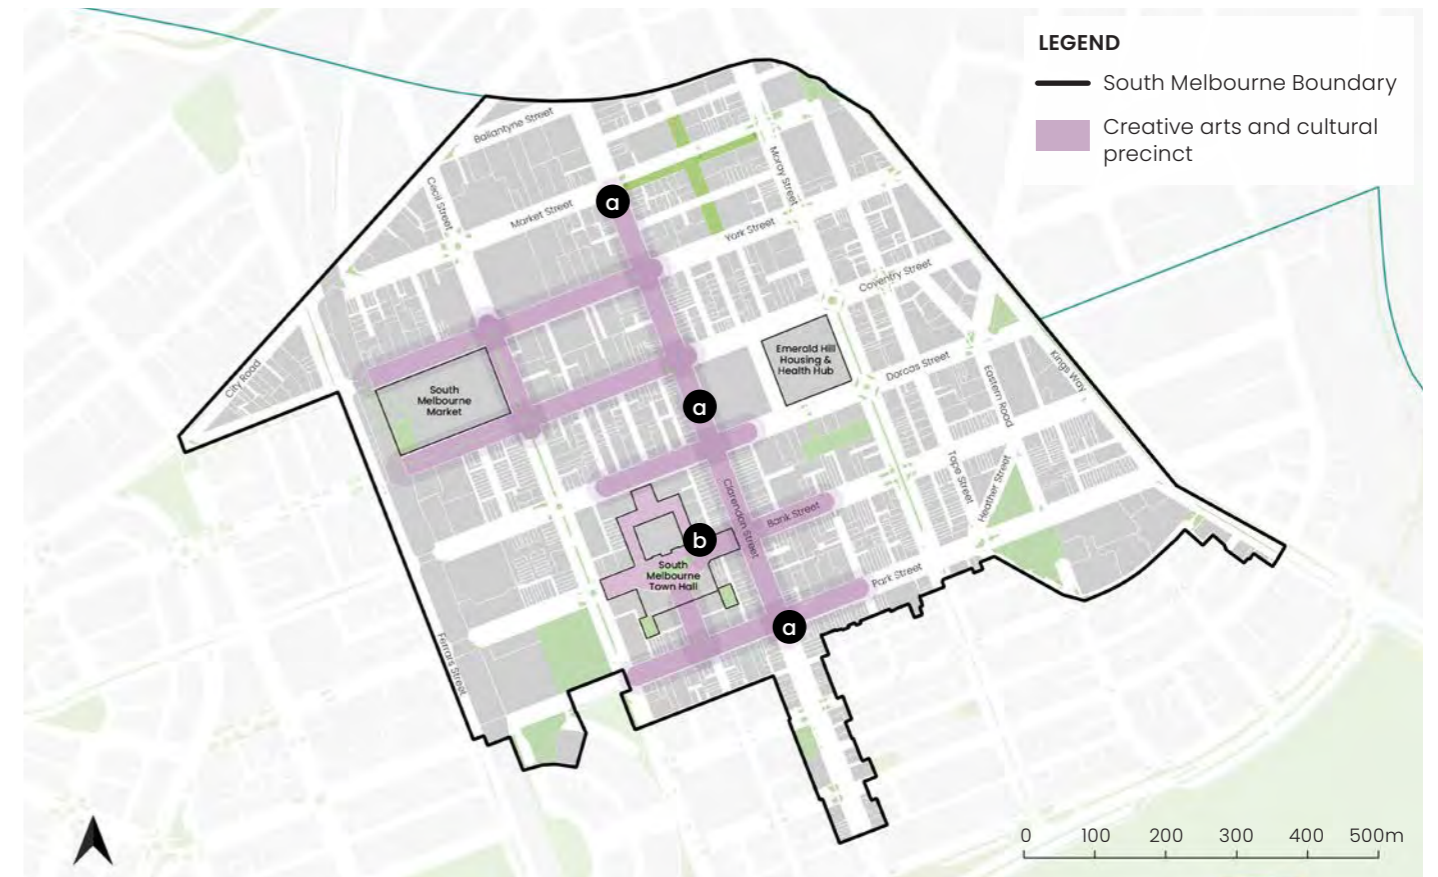 LEGEND
South Melbourne Boundary
Creative arts and cultural
precinct
Ballantyne Street
Cecil Street
Market Street
Moray Street
a
York Street
Coventry Street
City Road
South
Melbourne
Market
Emerald Hill
Housing &
Health Hub
Dorcas Street
Kings Way
Eastern Road
a
Clarendon Street
Tope Street
Heather Street
Bank Street
b
South
Melbourne
Town Hall
Park Street
a
Ferrars Street
0 100 200 300 400 500m